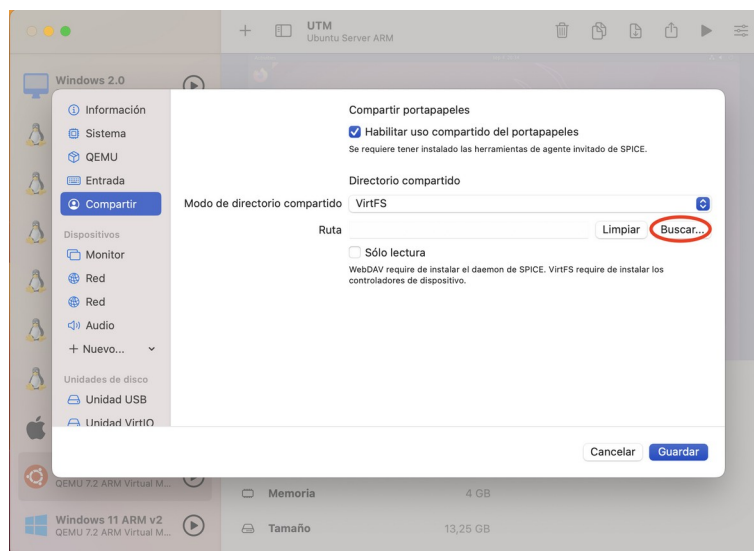 UTM
Ubuntu Server ARM
Windows 2.0
Información
Sistema
QEMU
Entrada
Compartir
Dispositivos
Monitor
Red
Red
Audio
+ Nuevo...
Unidades de disco
Unidad USB
Unidad VirtIO
Compartir portapapeles
Habilitar uso compartido del portapapeles
Se requiere tener instalado las herramientas de agente invitado de SPICE.
Directorio compartido
Modo de directorio compartido VirtFS
Ruta Limpiar Buscar...
Sólo lectura
WebDAV require de instalar el daemon de SPICE. VirtFS require de instalar los
controladores de dispositivo.
Cancelar Guardar
QEMU 7.2 ARM Virtual M...
Windows 11 ARM v2
QEMU 7.2 ARM Virtual M...
Memoria 4 GB
Tamaño 13,25 GB